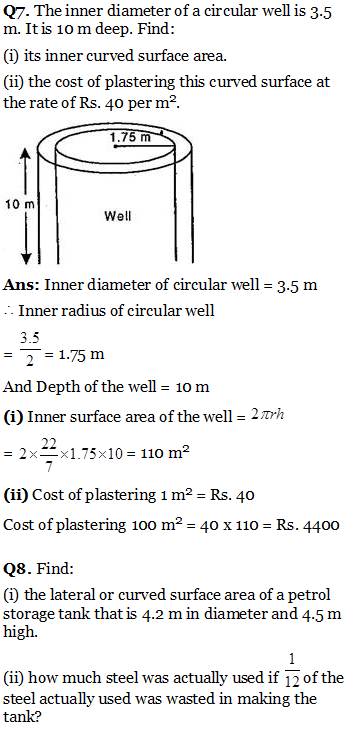 Q7. The inner diameter of a circular well is 3.5
m. It is 10 m deep. Find:
(i) its inner curved surface area.
(ii) the cost of plastering this curved surface at
the rate of Rs. 40 per m².
1.75 m
10 m
Well
Ans: Inner diameter of circular well = 3.5 m
∴ Inner radius of circular well
= 3.5/2 = 1.75 m
And Depth of the well = 10 m
(i) Inner surface area of the well = 2πrh
= 2×22/7×1.75×10 = 110 m²
(ii) Cost of plastering 1 m² = Rs. 40
Cost of plastering 100 m² = 40 x 110 = Rs. 4400
Q8. Find:
(i) the lateral or curved surface area of a petrol
storage tank that is 4.2 m in diameter and 4.5 m
high.
(ii) how much steel was actually used if 1/12 of the
steel actually used was wasted in making the
tank?